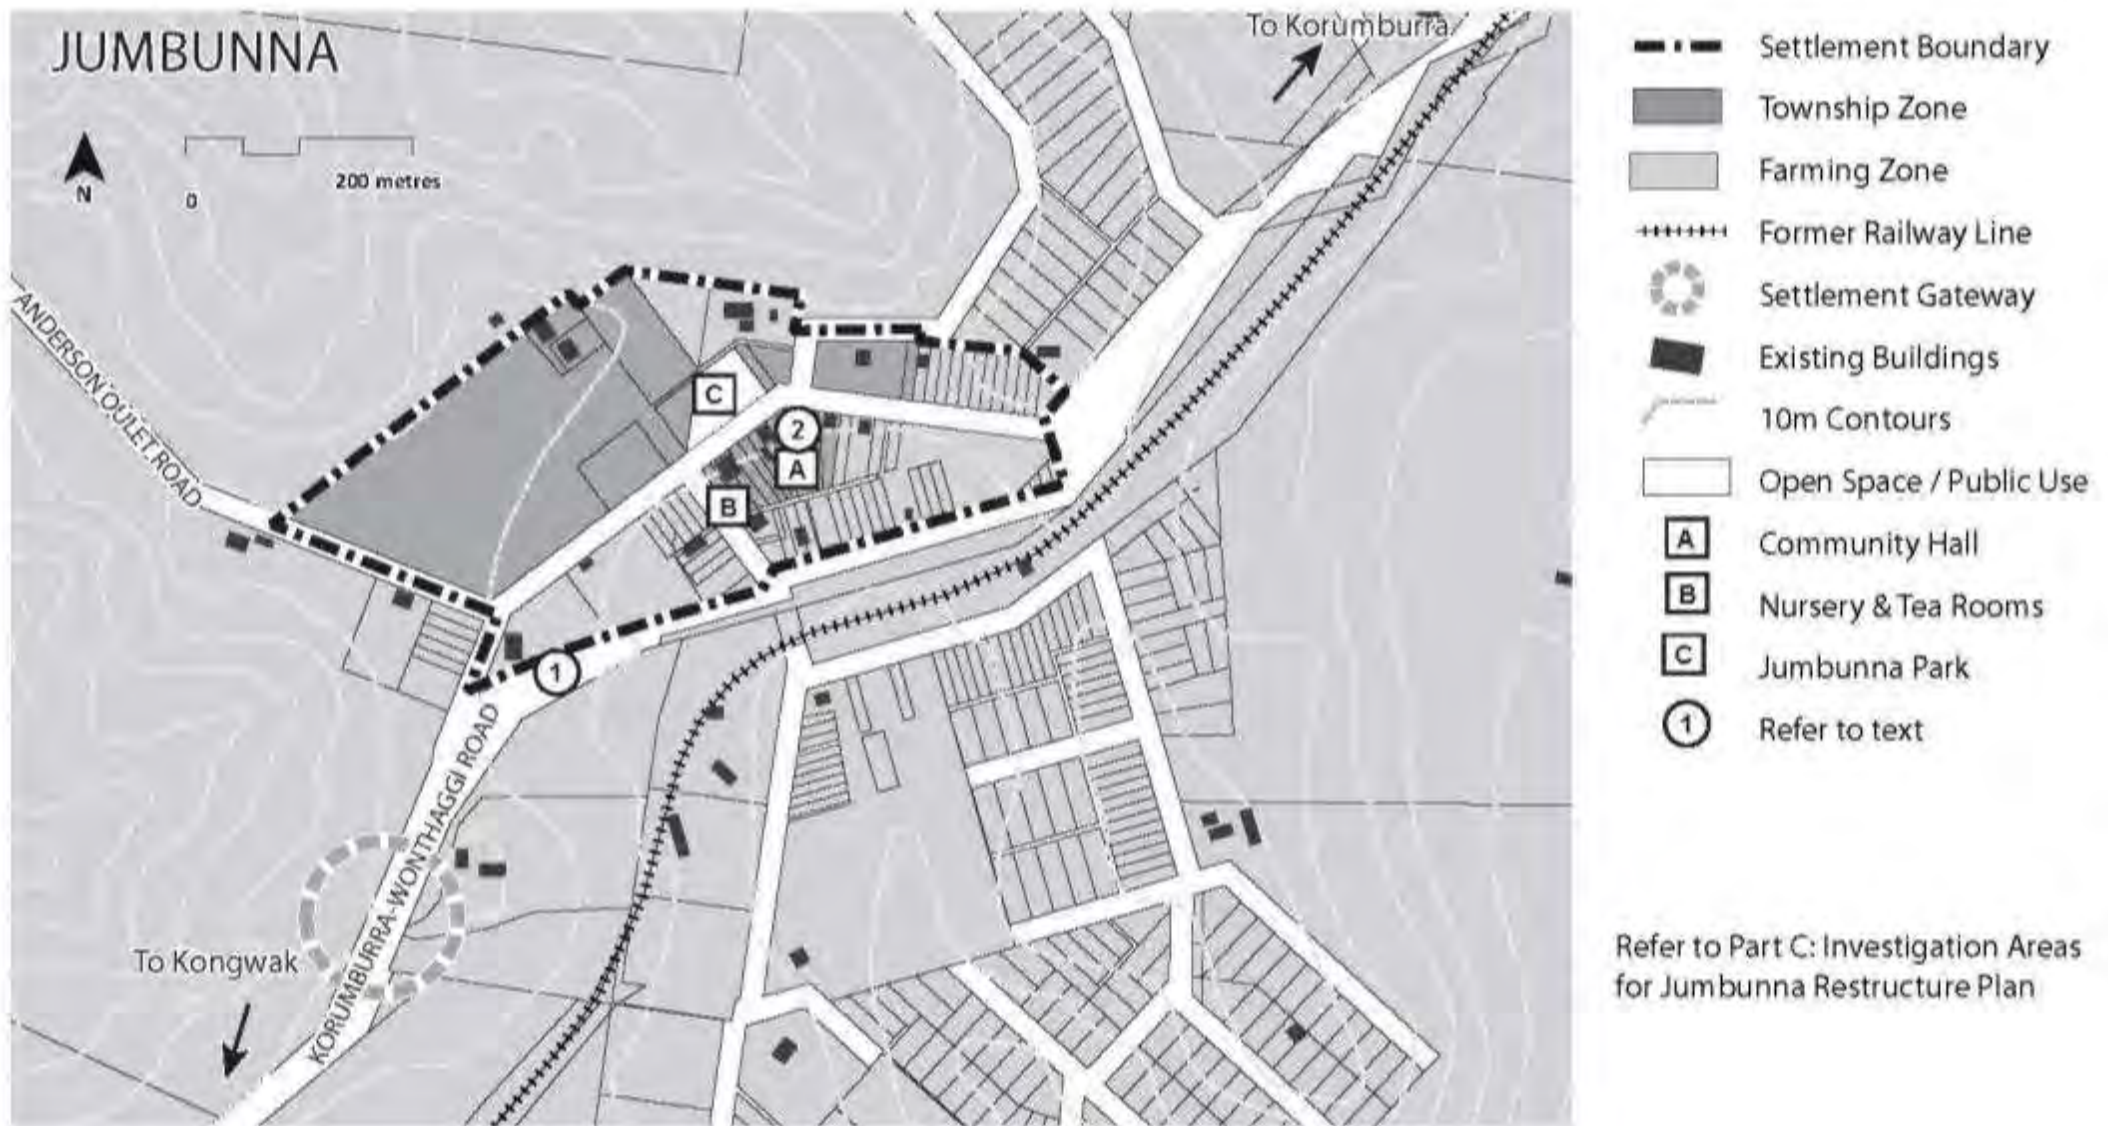 JUMBUNNA
To Korumburra
N
0
200 metres
ANDERSON OULET ROAD
C
2
A
B
1
KORUMBURRA-WONTHAGGI ROAD
To Kongwak
Settlement Boundary
Township Zone
Farming Zone
Former Railway Line
Settlement Gateway
Existing Buildings
10m Contours
Open Space / Public Use
A Community Hall
B Nursery & Tea Rooms
C Jumbunna Park
1 Refer to text
Refer to Part C: Investigation Areas
for Jumbunna Restructure Plan